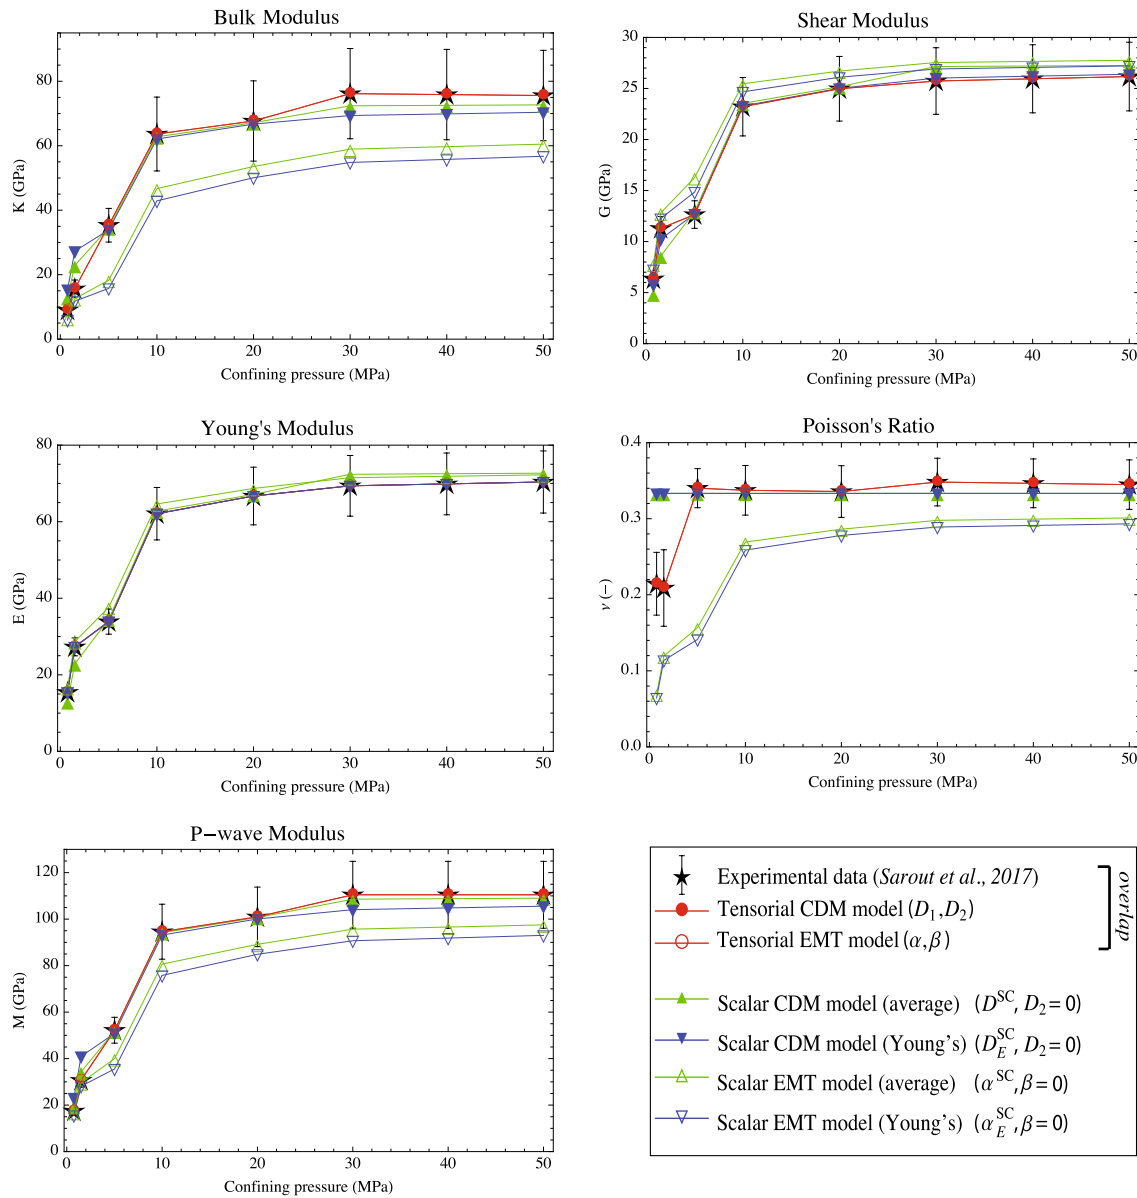 Bulk Modulus
K (GPa)
80
60
40
20
0
0 10 20 30 40 50
Confining pressure (MPa)
Shear Modulus
G (GPa)
30
25
20
15
10
5
0
0 10 20 30 40 50
Confining pressure (MPa)
Young's Modulus
E (GPa)
80
60
40
20
0
0 10 20 30 40 50
Confining pressure (MPa)
Poisson's Ratio
ν (−)
0.4
0.3
0.2
0.1
0.0
0 10 20 30 40 50
Confining pressure (MPa)
P−wave Modulus
M (GPa)
120
100
80
60
40
20
0
0 10 20 30 40 50
Confining pressure (MPa)
Experimental data (Sarout et al., 2017)
Tensorial CDM model (D₁,D₂)
Tensorial EMT model (α,β)
overlap
Scalar CDM model (average) (D^SC, D₂=0)
Scalar CDM model (Young's) (D_E^SC, D₂=0)
Scalar EMT model (average) (α^SC, β=0)
Scalar EMT model (Young's) (α_E^SC, β=0)